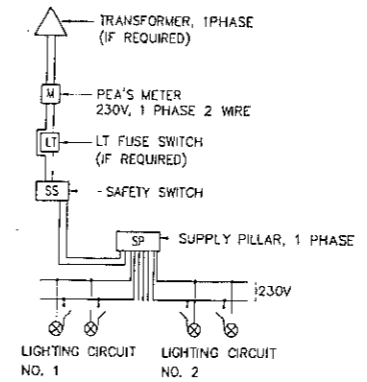 TRANSFORMER, 1PHASE
(IF REQUIRED)
M
PEA'S METER
230V, 1 PHASE 2 WIRE
LT
LT FUSE SWITCH
(IF REQUIRED)
SS
- SAFETY SWITCH
SP
SUPPLY PILLAR, 1 PHASE
230V
LIGHTING CIRCUIT
NO. 1
LIGHTING CIRCUIT
NO. 2